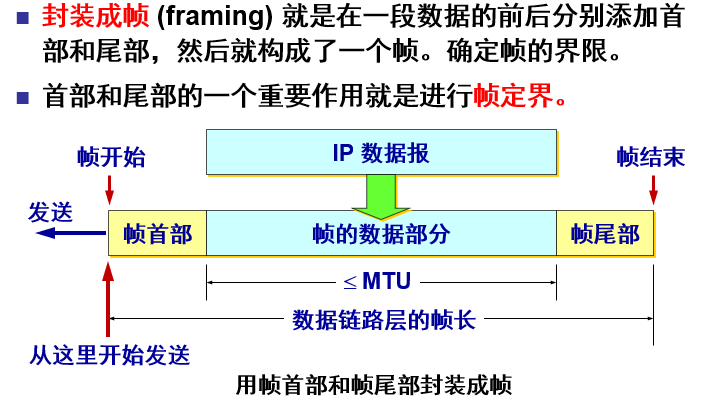 封装成帧 (framing) 就是在一段数据的前后分别添加首
部和尾部，然后就构成了一个帧。确定帧的界限。
首部和尾部的一个重要作用就是进行帧定界。
帧开始
IP 数据报
帧结束
发送
帧首部
帧的数据部分
帧尾部
≤ MTU
数据链路层的帧长
从这里开始发送
用帧首部和帧尾部封装成帧